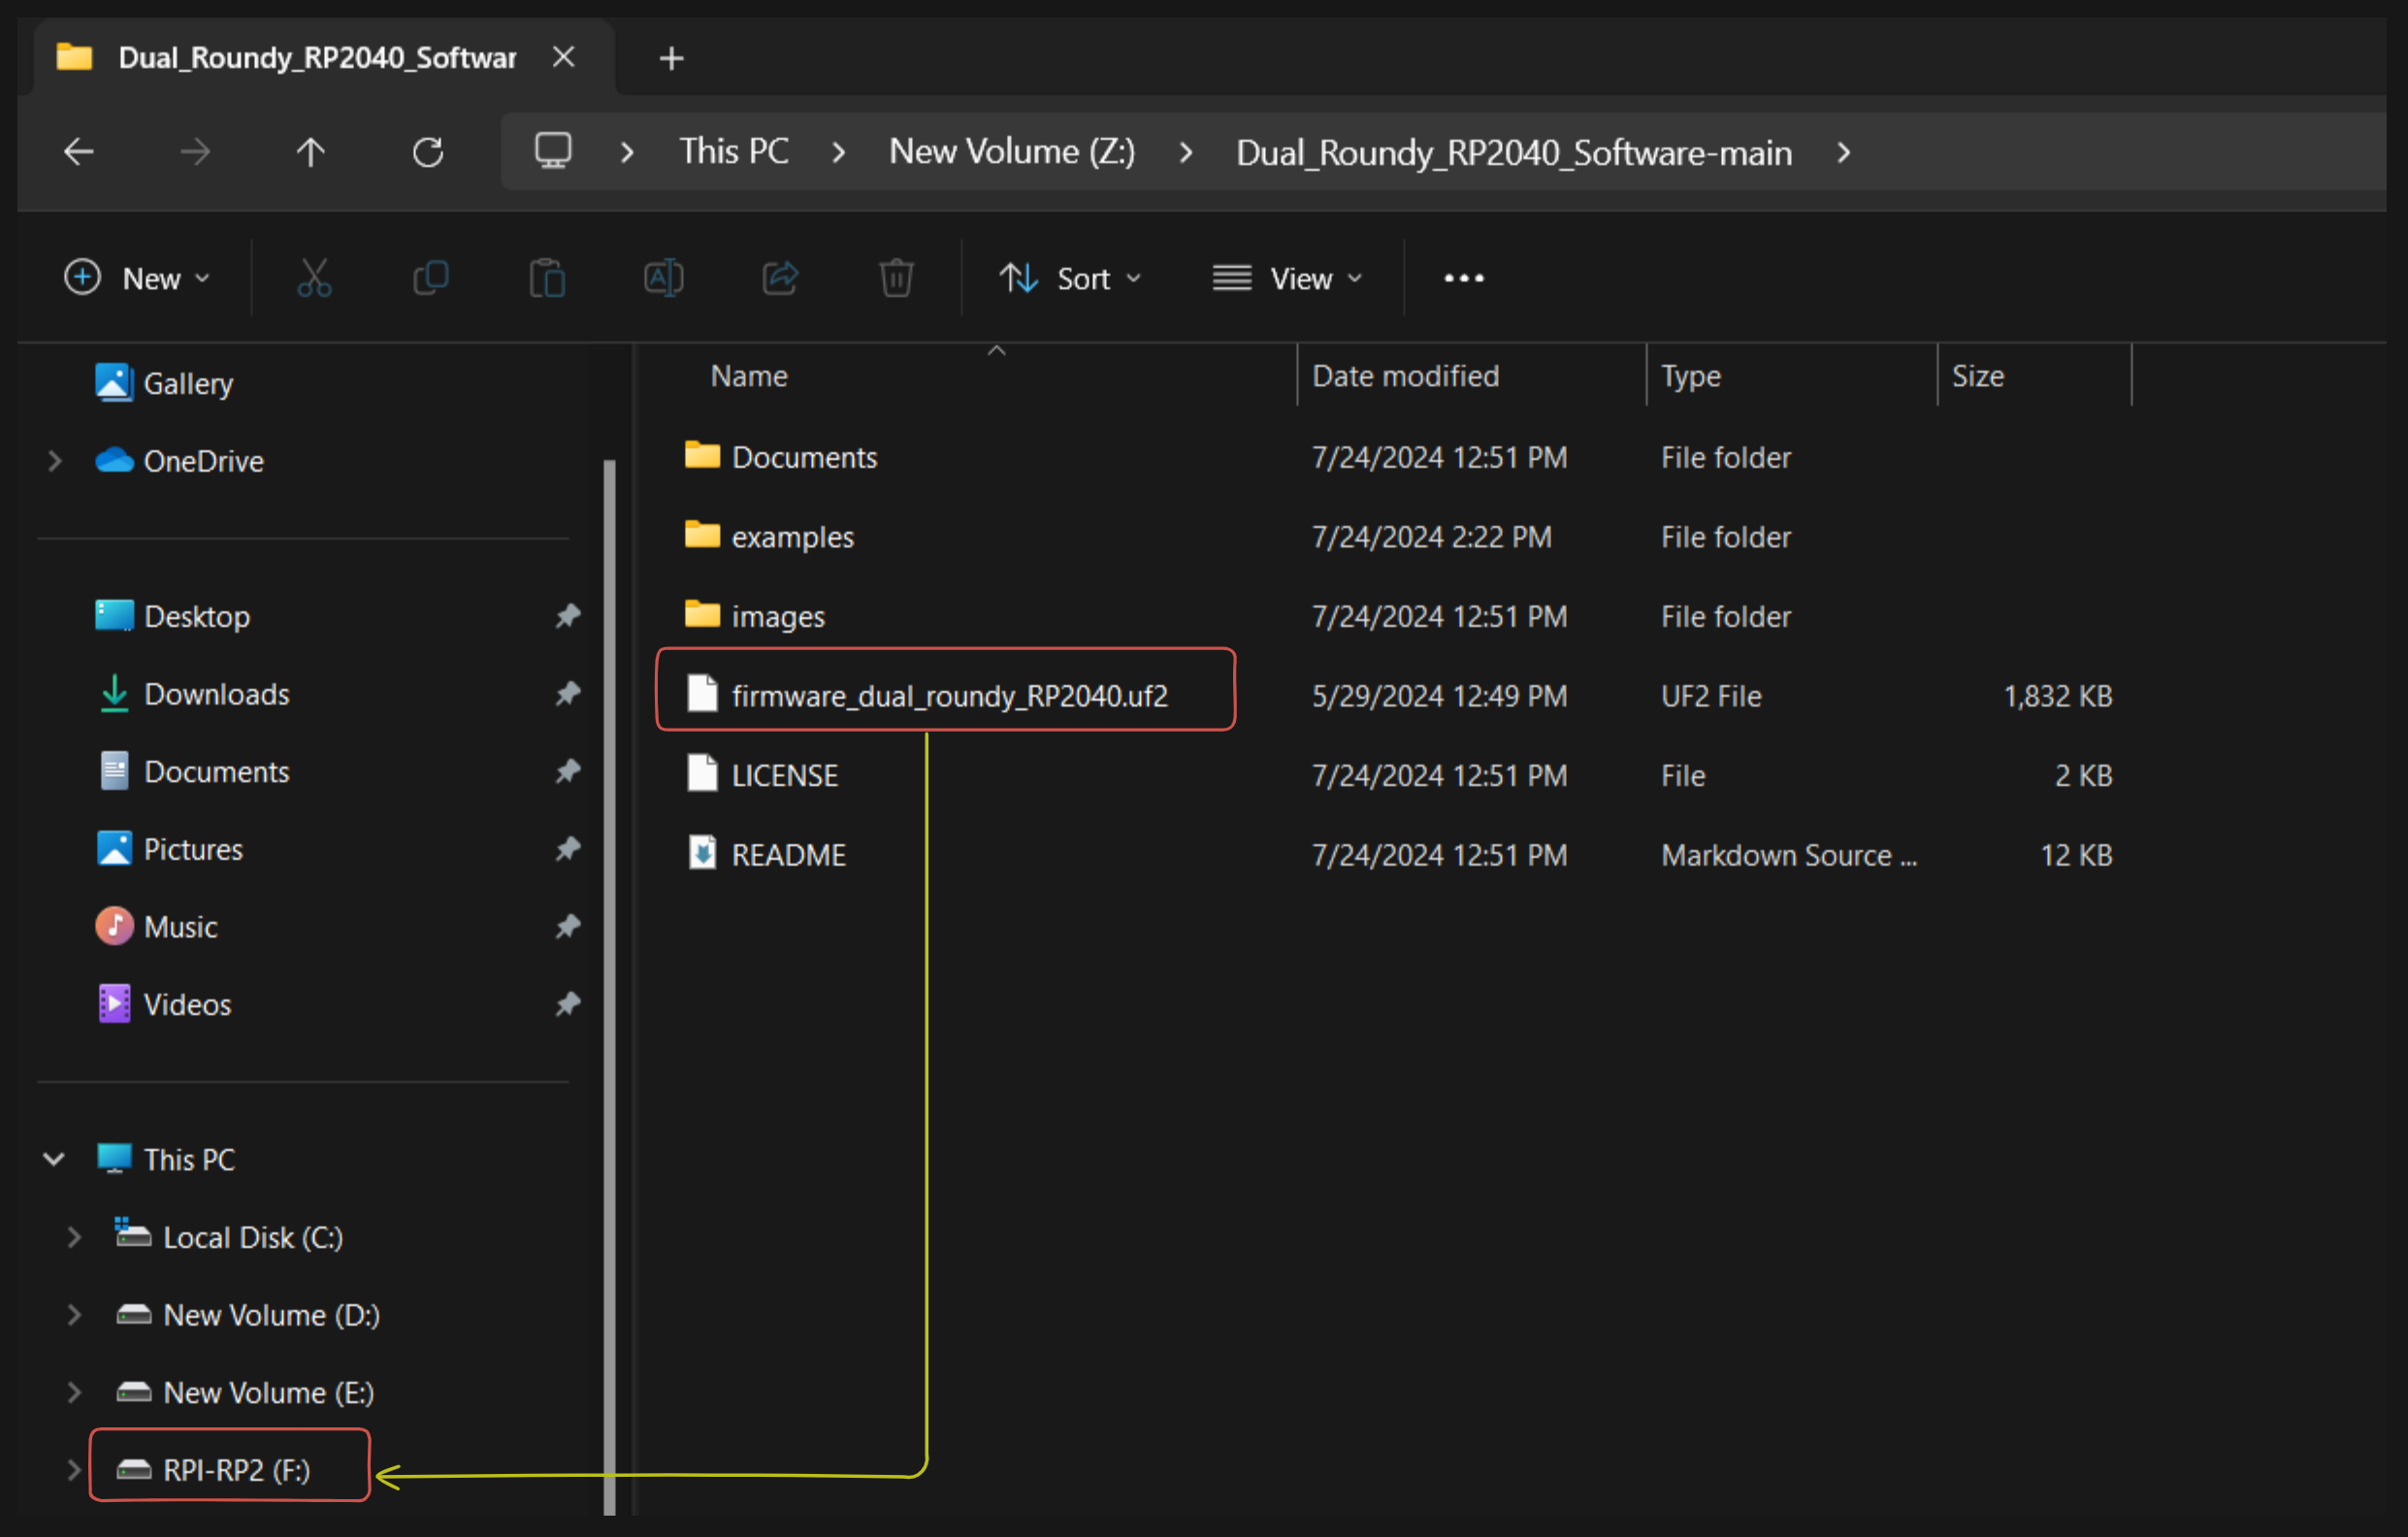 Dual_Roundy_RP2040_Softwar
This PC New Volume (Z:) Dual_Roundy_RP2040_Software-main
New Sort View
Gallery
OneDrive
Desktop
Downloads
Documents
Pictures
Music
Videos
This PC
Local Disk (C:)
New Volume (D:)
New Volume (E:)
RPI-RP2 (F:)
Name Date modified Type Size
Documents 7/24/2024 12:51 PM File folder
examples 7/24/2024 2:22 PM File folder
images 7/24/2024 12:51 PM File folder
firmware_dual_roundy_RP2040.uf2 5/29/2024 12:49 PM UF2 File 1,832 KB
LICENSE 7/24/2024 12:51 PM File 2 KB
README 7/24/2024 12:51 PM Markdown Source ... 12 KB